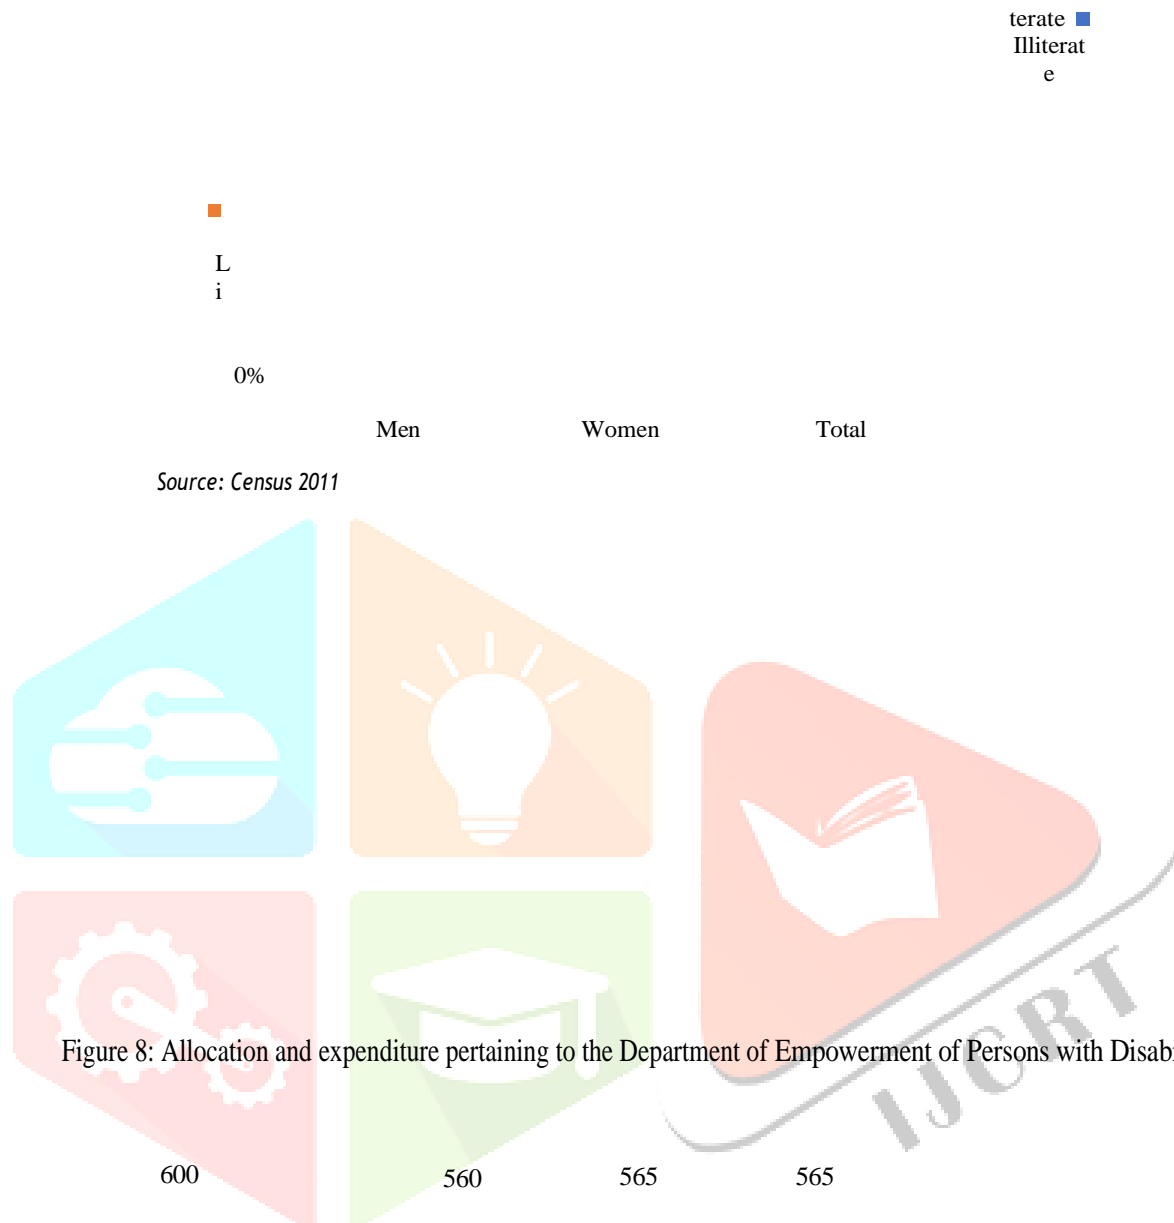 terate
Illiterat
e
L
i
0%
Men Women Total
Source: Census 2011
Figure 8: Allocation and expenditure pertaining to the Department of Empowerment of Persons with Disab
IJCRT
600 560 565 565